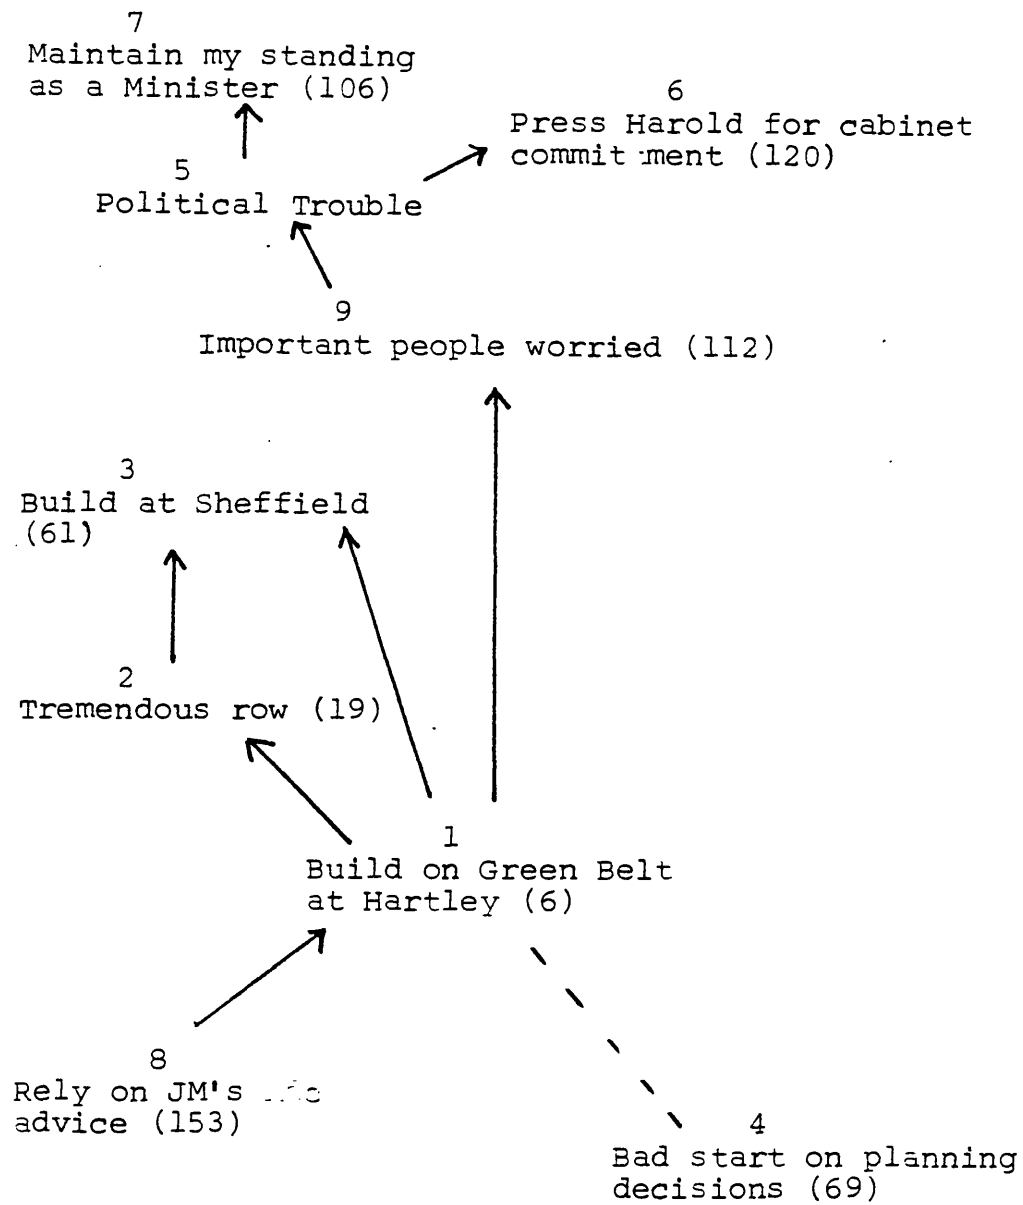 7
Maintain my standing
as a Minister (106)
6
Press Harold for cabinet
commitment (120)
5
Political Trouble
9
Important people worried (112)
3
Build at Sheffield
(61)
2
Tremendous row (19)
1
Build on Green Belt
at Hartley (6)
8
Rely on JM's
advice (153)
4
Bad start on planning
decisions (69)